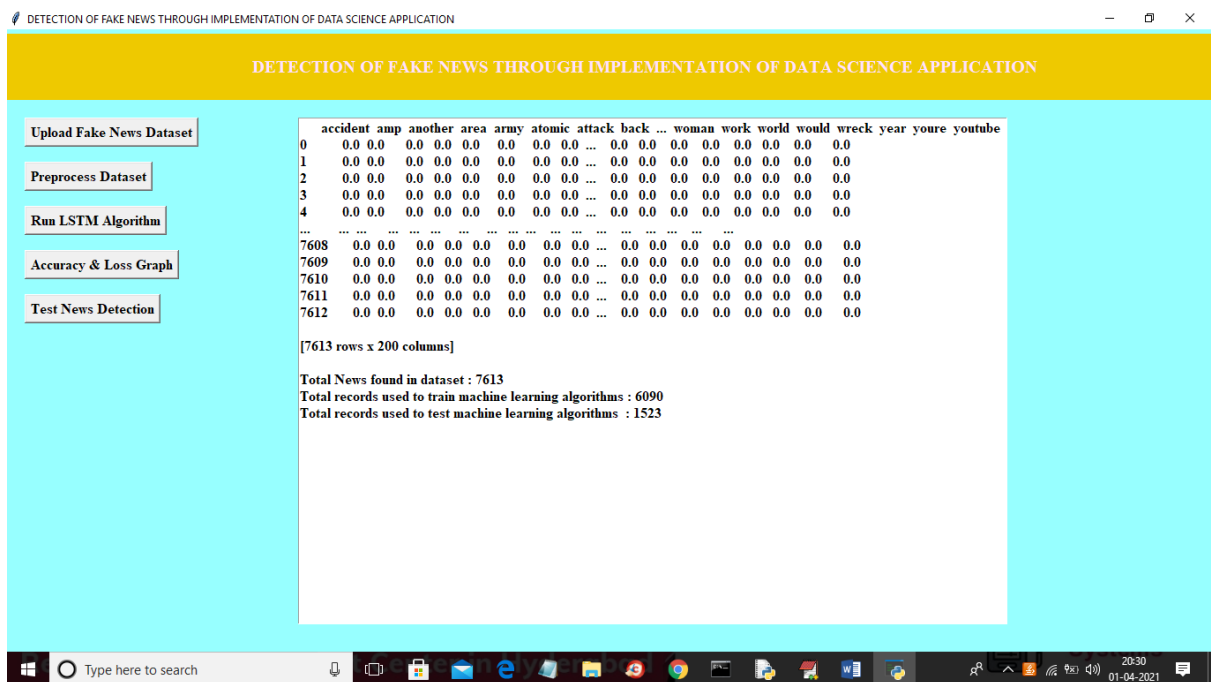 DETECTION OF FAKE NEWS THROUGH IMPLEMENTATION OF DATA SCIENCE APPLICATION
DETECTION OF FAKE NEWS THROUGH IMPLEMENTATION OF DATA SCIENCE APPLICATION
Upload Fake News Dataset
Preprocess Dataset
Run LSTM Algorithm
Accuracy & Loss Graph
Test News Detection
accident amp another area army atomic attack back ... woman work world would wreck year youre youtube
0 0.0 0.0 0.0 0.0 0.0 0.0 0.0 0.0 ... 0.0 0.0 0.0 0.0 0.0 0.0 0.0 0.0
1 0.0 0.0 0.0 0.0 0.0 0.0 0.0 0.0 ... 0.0 0.0 0.0 0.0 0.0 0.0 0.0 0.0
2 0.0 0.0 0.0 0.0 0.0 0.0 0.0 0.0 ... 0.0 0.0 0.0 0.0 0.0 0.0 0.0 0.0
3 0.0 0.0 0.0 0.0 0.0 0.0 0.0 0.0 ... 0.0 0.0 0.0 0.0 0.0 0.0 0.0 0.0
4 0.0 0.0 0.0 0.0 0.0 0.0 0.0 0.0 ... 0.0 0.0 0.0 0.0 0.0 0.0 0.0 0.0
... ... ... ... ... ... ... ... ... ... ... ... ... ... ... ... ... ...
7608 0.0 0.0 0.0 0.0 0.0 0.0 0.0 0.0 ... 0.0 0.0 0.0 0.0 0.0 0.0 0.0 0.0
7609 0.0 0.0 0.0 0.0 0.0 0.0 0.0 0.0 ... 0.0 0.0 0.0 0.0 0.0 0.0 0.0 0.0
7610 0.0 0.0 0.0 0.0 0.0 0.0 0.0 0.0 ... 0.0 0.0 0.0 0.0 0.0 0.0 0.0 0.0
7611 0.0 0.0 0.0 0.0 0.0 0.0 0.0 0.0 ... 0.0 0.0 0.0 0.0 0.0 0.0 0.0 0.0
7612 0.0 0.0 0.0 0.0 0.0 0.0 0.0 0.0 ... 0.0 0.0 0.0 0.0 0.0 0.0 0.0 0.0
[7613 rows x 200 columns]
Total News found in dataset : 7613
Total records used to train machine learning algorithms : 6090
Total records used to test machine learning algorithms : 1523
Type here to search
20:30
01-04-2021